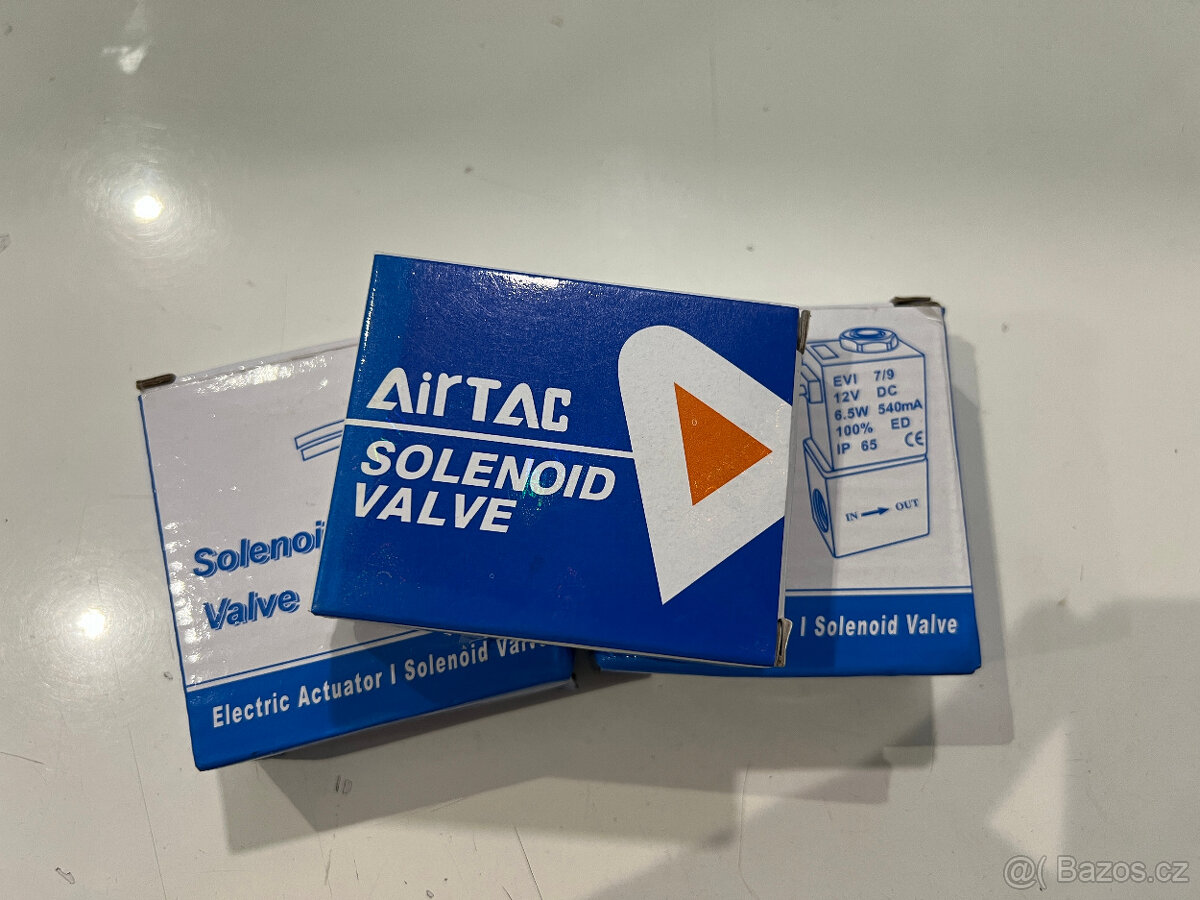 AirTAC
SOLENOID
VALVE
EVI 7/9
12V DC
6.5W 540mA
100% ED
IP 65 CE
IN → OUT
I Solenoid Valve
Solenoi
Valve
Electric Actuator I Solenoid Valve
@( Bazos.cz